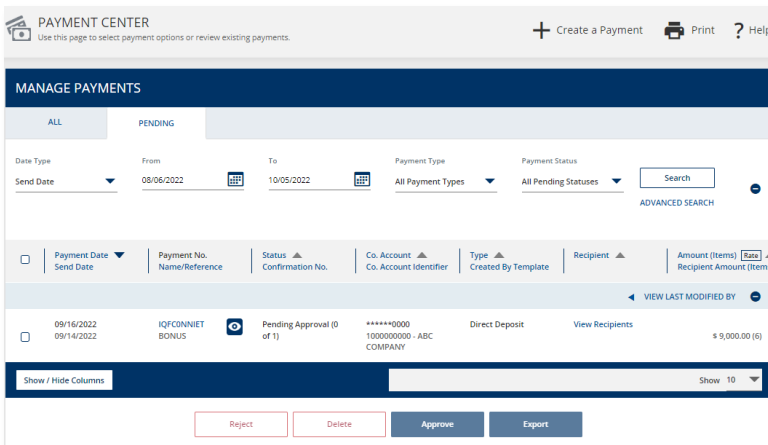 PAYMENT CENTER
Use this page to select payment options or review existing payments.
Create a Payment
Print
? Help
MANAGE PAYMENTS
ALL
PENDING
Date Type
From
To
Payment Type
Payment Status
Send Date
08/06/2022
10/05/2022
All Payment Types
All Pending Statuses
Search
ADVANCED SEARCH
Payment Date
Payment No.
Status
Co. Account
Type
Recipient
Amount (Items) Rate
Send Date
Name/Reference
Confirmation No.
Co. Account Identifier
Created By Template
Recipient Amount (Item
VIEW LAST MODIFIED BY
09/16/2022
IQFC0NNIET
Pending Approval (0
******0000
Direct Deposit
View Recipients
09/14/2022
BONUS
of 1)
1000000000 - ABC
$ 9,000.00 (6)
COMPANY
Show / Hide Columns
Show 10
Reject
Delete
Approve
Export